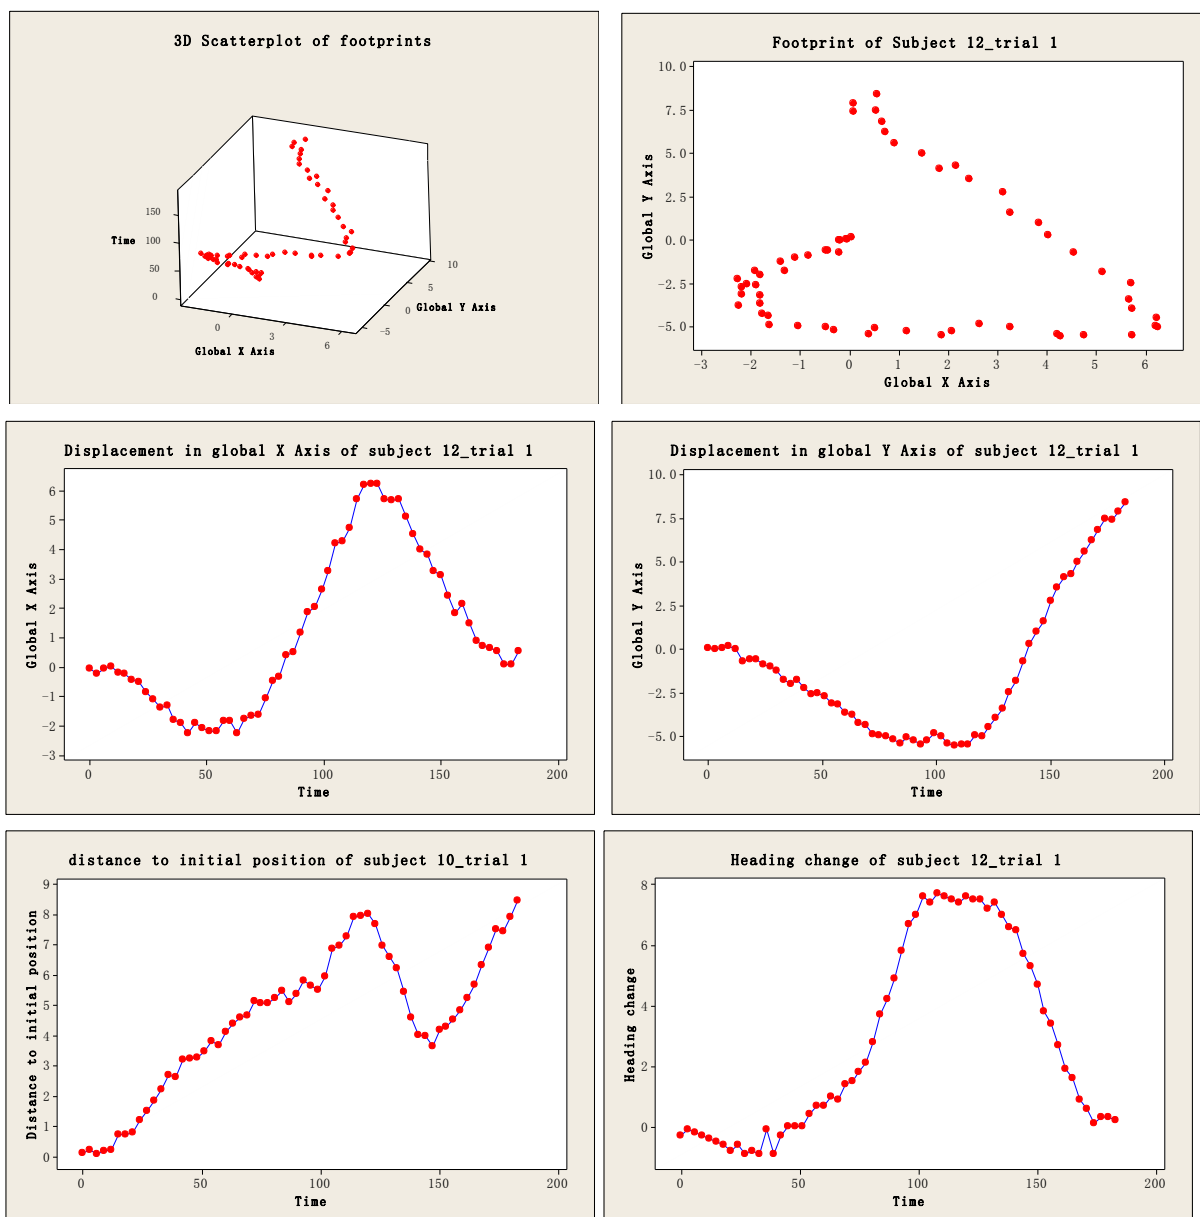 3D Scatterplot of footprints
150
100
50
0
Time
0
3
6
Global X Axis
-5
0
5
10
Global Y Axis
Footprint of Subject 12_trial 1
10.0
7.5
5.0
2.5
0.0
-2.5
-5.0
Global Y Axis
-3 -2 -1 0 1 2 3 4 5 6
Global X Axis
Displacement in global X Axis of subject 12_trial 1
6
5
4
3
2
1
0
-1
-2
-3
Global X Axis
0 50 100 150 200
Time
Displacement in global Y Axis of subject 12_trial 1
10.0
7.5
5.0
2.5
0.0
-2.5
-5.0
Global Y Axis
0 50 100 150 200
Time
distance to initial position of subject 10_trial 1
9
8
7
6
5
4
3
2
1
0
Distance to initial position
0 50 100 150 200
Time
Heading change of subject 12_trial 1
8
6
4
2
0
Heading change
0 50 100 150 200
Time